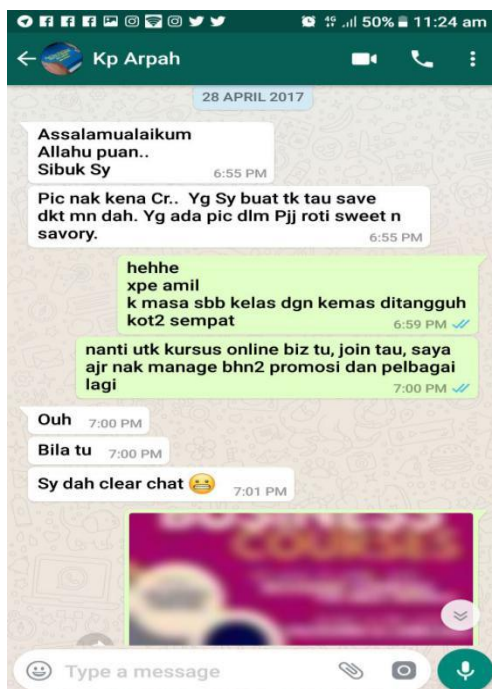 50% 11:24 am
Kp Arpah
28 APRIL 2017
Assalamualaikum
Allahu puan..
Sibuk Sy
6:55 PM
Pic nak kena Cr.. Yg Sy buat tk tau save
dkt mn dah. Yg ada pic dlm Pjj roti sweet n
savory.
6:55 PM
hehhe
xpe amil
k masa sbb kelas dgn kemas ditangguh
kot2 sempat
6:59 PM
nanti utk kursus online biz tu, join tau, saya
ajr nak manage bhn2 promosi dan pelbagai
lagi
7:00 PM
Ouh 7:00 PM
Bila tu 7:00 PM
Sy dah clear chat 😬 7:01 PM
BUSINESS
COURSES
Type a message